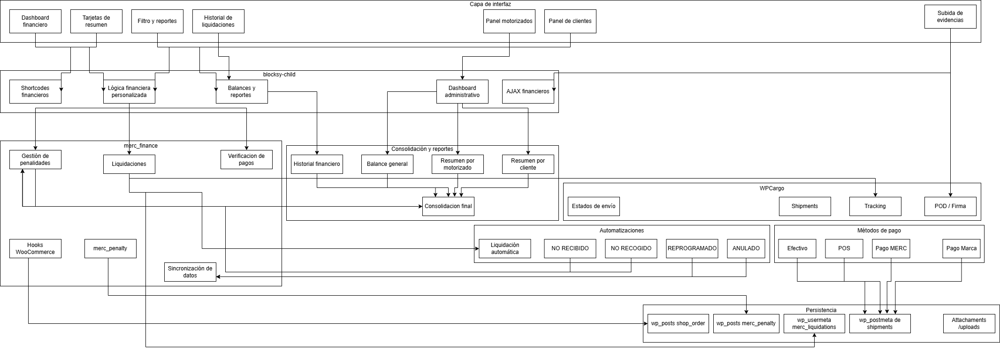 Capa de interfaz
Dashboard
financiero
Tarjetas de
resumen
Filtro y reportes
Historial de
liquidaciones
Panel motorizados
Panel de clientes
Subida de
evidencias
blocksy-child
Shortcodes
financieros
Lógica financiera
personalizada
Balances y
reportes
Dashboard
administrativo
AJAX financieros
merc_finance
Gestión de
penalidades
Liquidaciones
Verificacion de
pagos
Consolidación y reportes
Historial financiero
Balance general
Resumen por
motorizado
Resumen por
cliente
Consolidacion final
WPCargo
Estados de envío
Shipments
Tracking
POD / Firma
Hooks
WooCommerce
merc_penalty
Sincronización de
datos
Automatizaciones
Liquidación
automática
NO RECIBIDO
NO RECOGIDO
REPROGRAMADO
ANULADO
Métodos de pago
Efectivo
POS
Pago MERC
Pago Marca
Persistencia
wp_posts shop_order
wp_posts merc_penalty
wp_usermeta
merc_liquidations
wp_postmeta de
shipments
Attachaments
/uploads